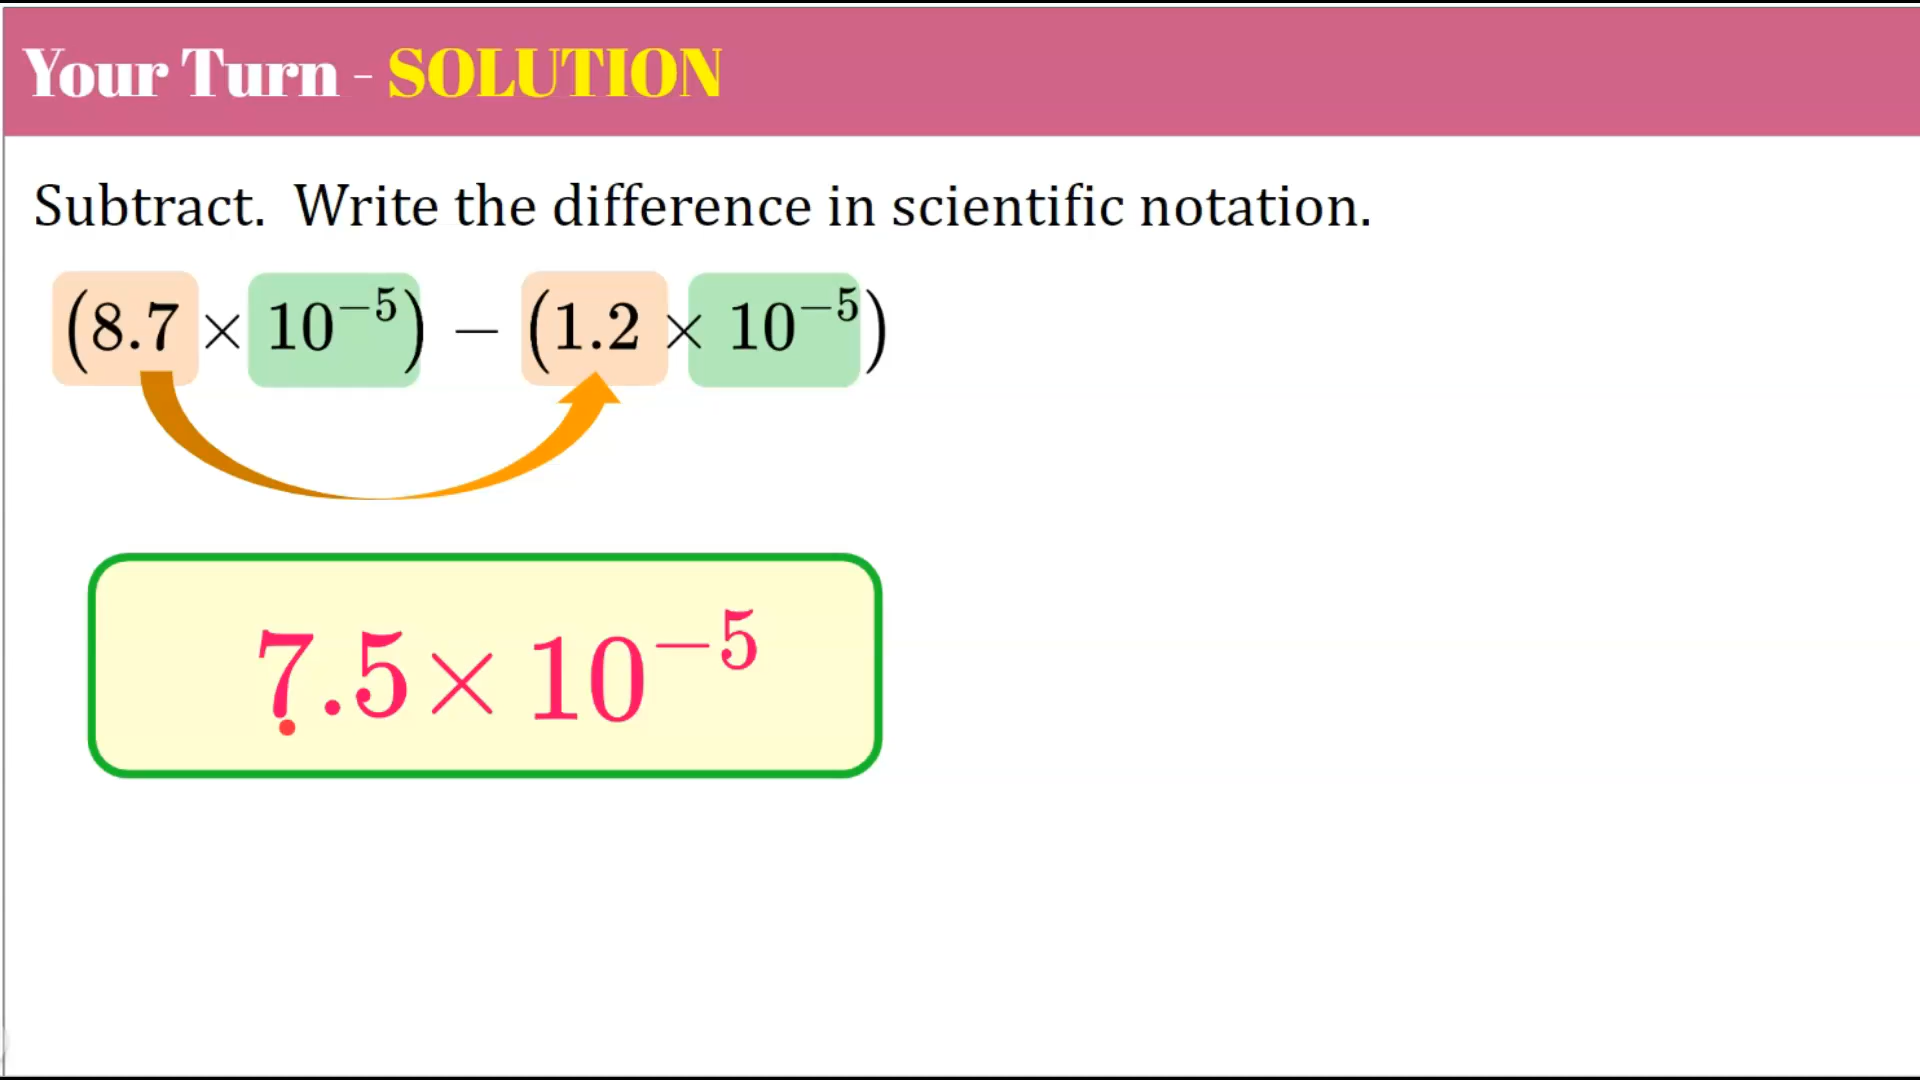 Your Turn - SOLUTION
Subtract. Write the difference in scientific notation.
(8.7 × 10⁻⁵) − (1.2 × 10⁻⁵)
7.5 × 10⁻⁵